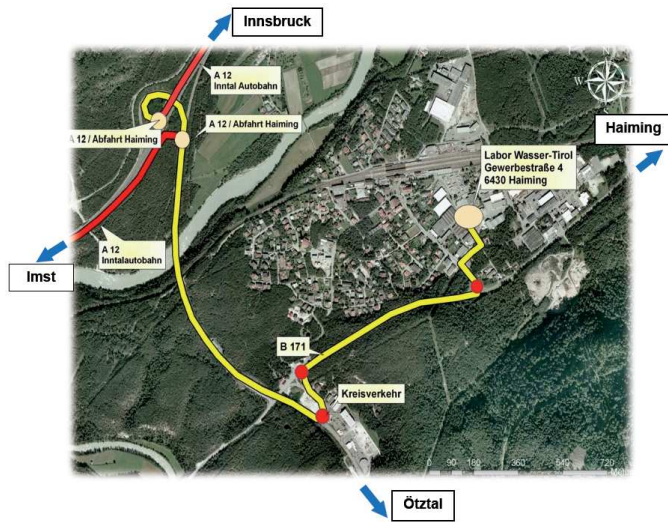 Innsbruck
A 12
Inntal Autobahn
A 12 / Abfahrt Haiming
A 12 / Abfahrt Haiming
N
W
Haiming
Labor Wasser-Tirol
Gewerbestraße 4
6430 Haiming
A 12
Inntalautobahn
Imst
B 171
Kreisverkehr
0 90 180 360 540 720
Ötztal